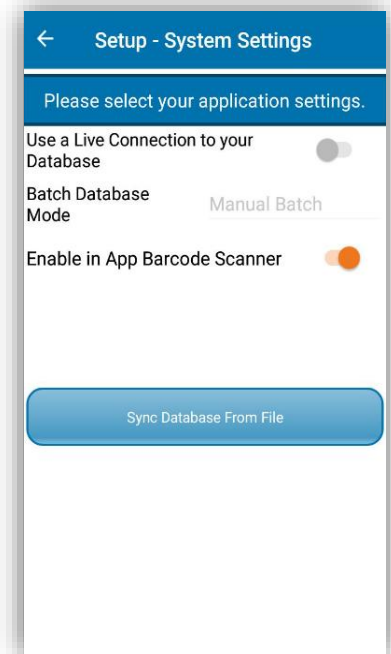 Setup - System Settings
Please select your application settings.
Use a Live Connection to your
Database
Batch Database
Mode
Manual Batch
Enable in App Barcode Scanner
Sync Database From File